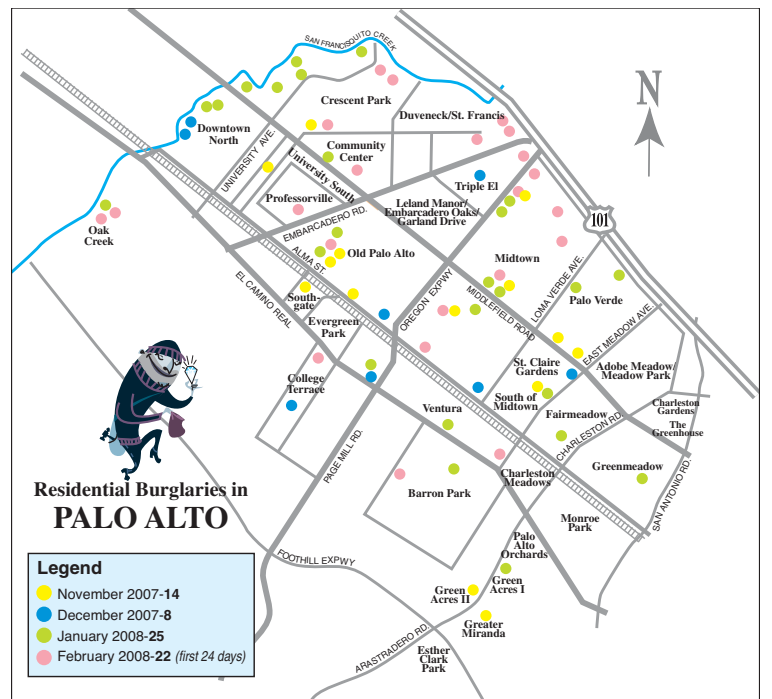 SAN FRANCISQUITO CREEK
Crescent Park
Duveneck/St. Francis
N
Downtown
North
UNIVERSITY AVE.
Community
Center
University South
Triple El
Professorville
Leland Manor/
Embarcadero Oaks/
Garland Drive
EMBARCADERO RD.
101
Oak
Creek
ALMA ST.
Old Palo Alto
Midtown
EL CAMINO REAL
South-
gate
OREGON EXPWY
MIDDLEFIELD ROAD
LOMA VERDE AVE.
Palo Verde
Evergreen
Park
EAST MEADOW AVE.
St. Claire
Gardens
Adobe Meadow/
Meadow Park
College
Terrace
South of
Midtown
Charleston
Gardens
The
Greenhouse
Ventura
Fairmeadow
CHARLESTON RD.
PAGE MILL RD.
Greenmeadow
Charleston
Meadows
SAN ANTONIO RD.
Barron Park
Monroe
Park
Residential Burglaries in
PALO ALTO
Palo
Alto
Orchards
FOOTHILL EXPWY
Green
Acres I
Green
Acres II
Greater
Miranda
ARASTRADERO RD.
Esther
Clark
Park
Legend
November 2007-14
December 2007-8
January 2008-25
February 2008-22 (first 24 days)